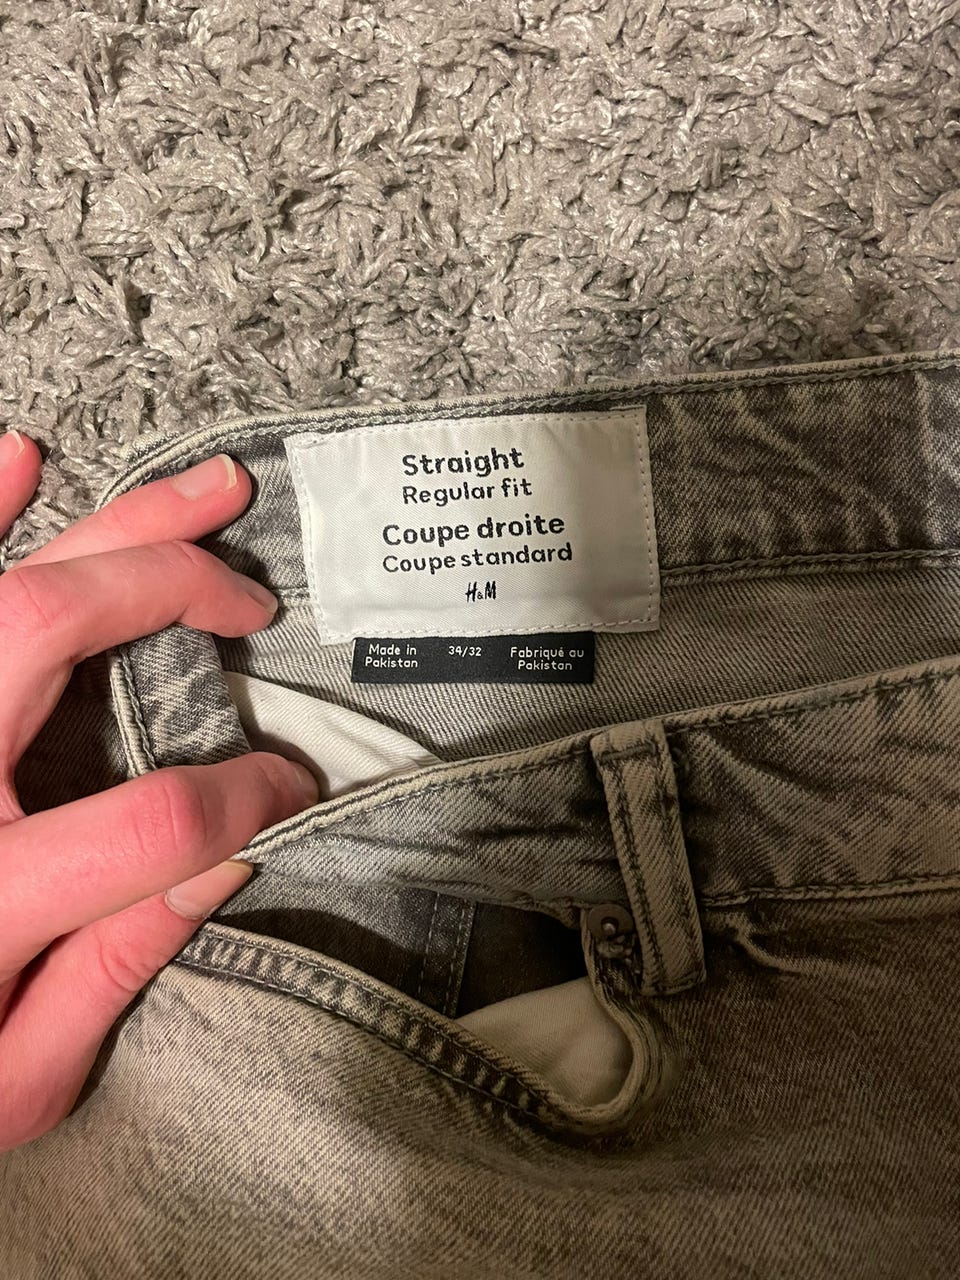 Straight
Regular fit
Coupe droite
Coupe standard
H&M
Made in
Pakistan
34/32
Fabriqué au
Pakistan